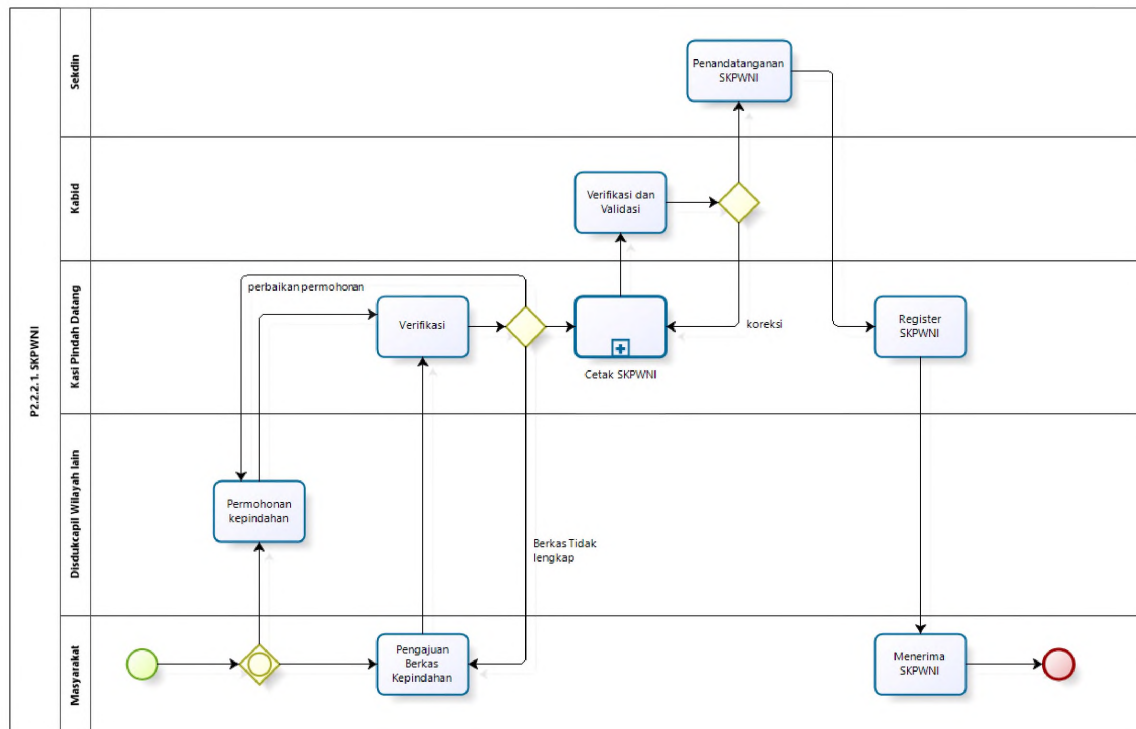 P2.2.2.1. SKPWNI
Sekdin
Penandatanganan
SKPWNI
Kabid
Verifikasi dan
Validasi
Kasi Pindah Datang
perbaikan permohonan
Verifikasi
Cetak SKPWNI
koreksi
Register
SKPWNI
Disdukcapil Wilayah lain
Permohonan
kepindahan
Berkas Tidak
lengkap
Masyarakat
Pengajuan
Berkas
Kepindahan
Menerima
SKPWNI